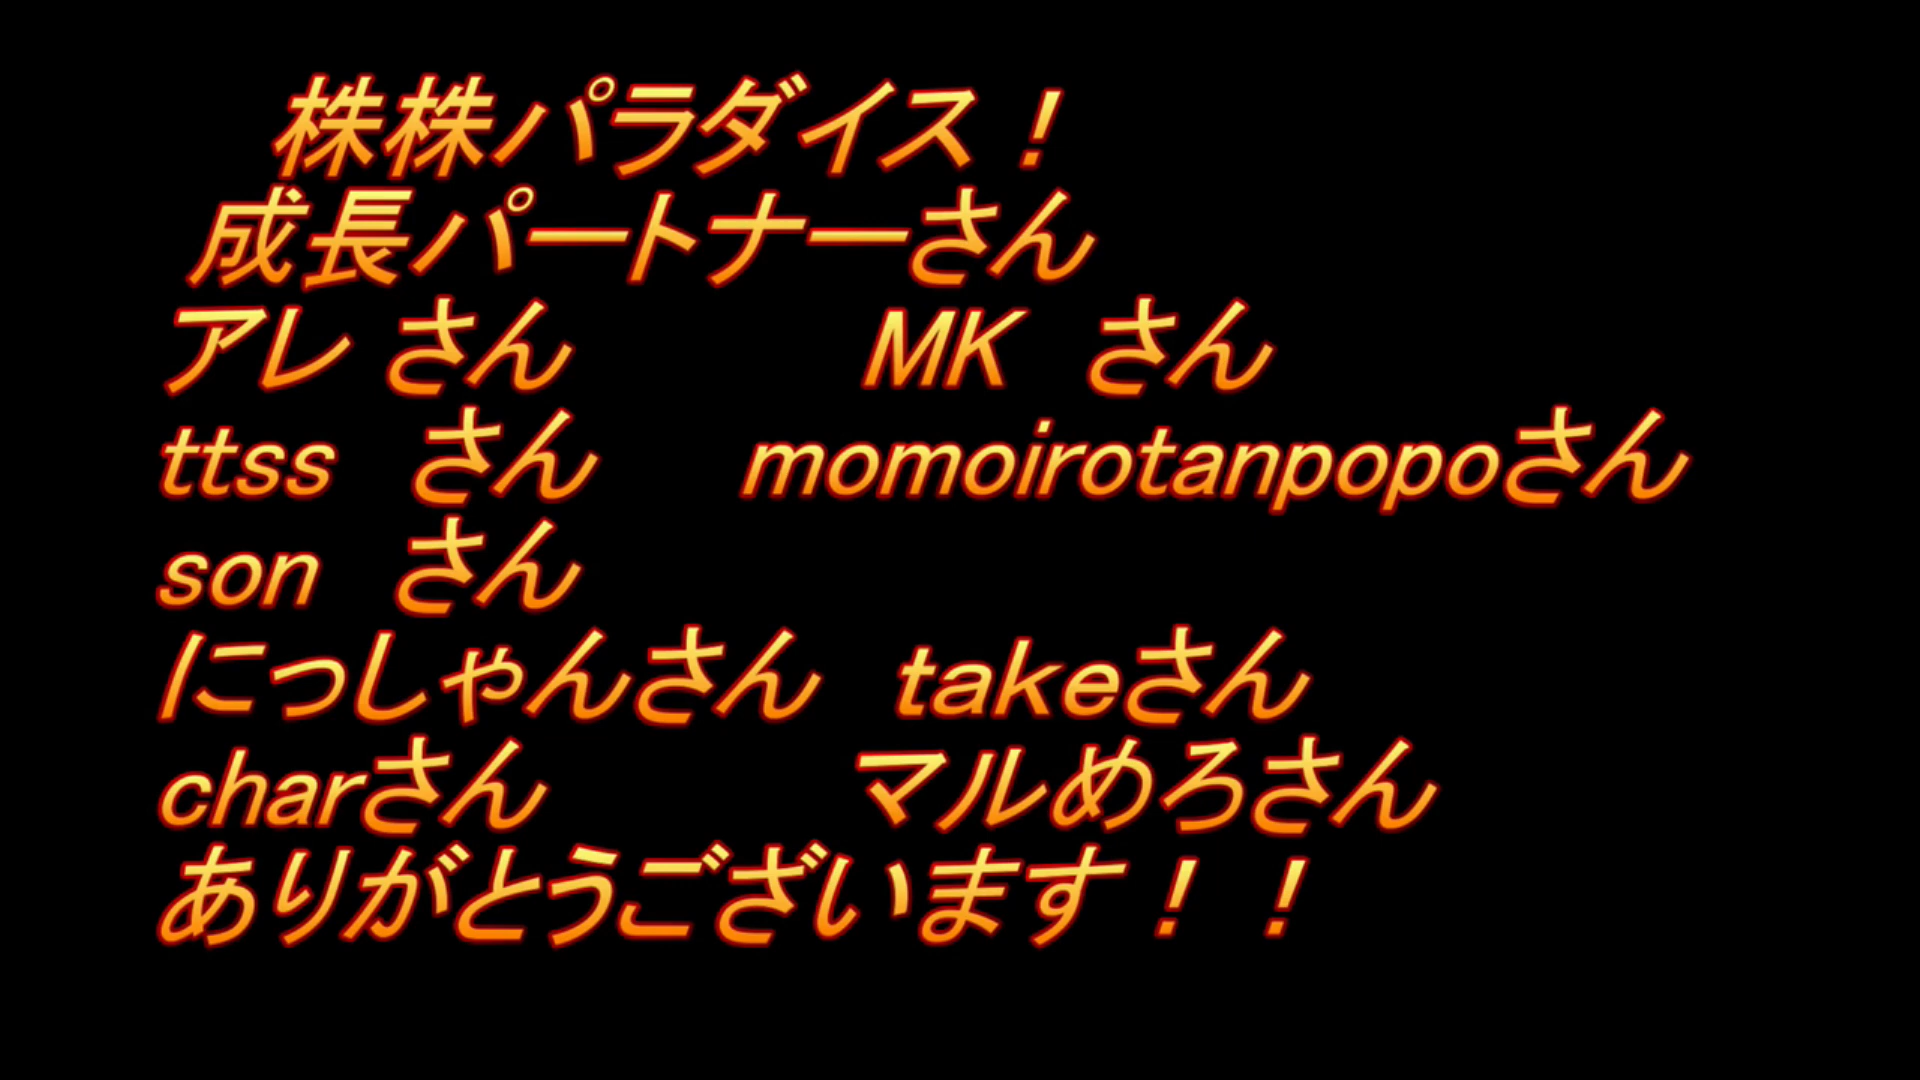 株株パラダイス！
成長パートナーさん
アレ さん　MK さん
ttss さん　momoirotanpopoさん
son さん
にっしゃんさん　takeさん
charさん　マルめろさん
ありがとうございます！！